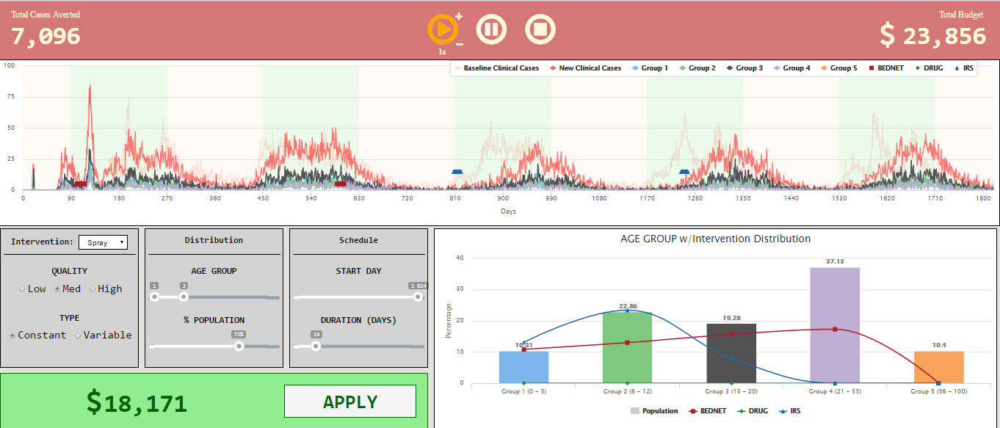 Total Cases Averted
7,096
+
−
1x
Total Budget
$ 23,856
Baseline Clinical Cases New Clinical Cases Group 1 Group 2 Group 3 Group 4 Group 5 BEDNET DRUG IRS
100
75
50
25
0
0 90 180 270 360 450 540 630 720 810 900 990 1080 1170 1260 1350 1440 1530 1620 1710 1800
Days
Intervention: Spray
QUALITY
Low Med High
TYPE
Constant Variable
Distribution
AGE GROUP
1 2
% POPULATION
71%
Schedule
START DAY
1 824
DURATION (DAYS)
14
$18,171
APPLY
AGE GROUP w/Intervention Distribution
Percentage
40
30
20
10
0
10.21 22.86 19.28 37.13 10.4
Group 1 (0 - 5) Group 2 (6 - 12) Group 3 (13 - 20) Group 4 (21 - 55) Group 5 (56 - 100)
Population BEDNET DRUG IRS